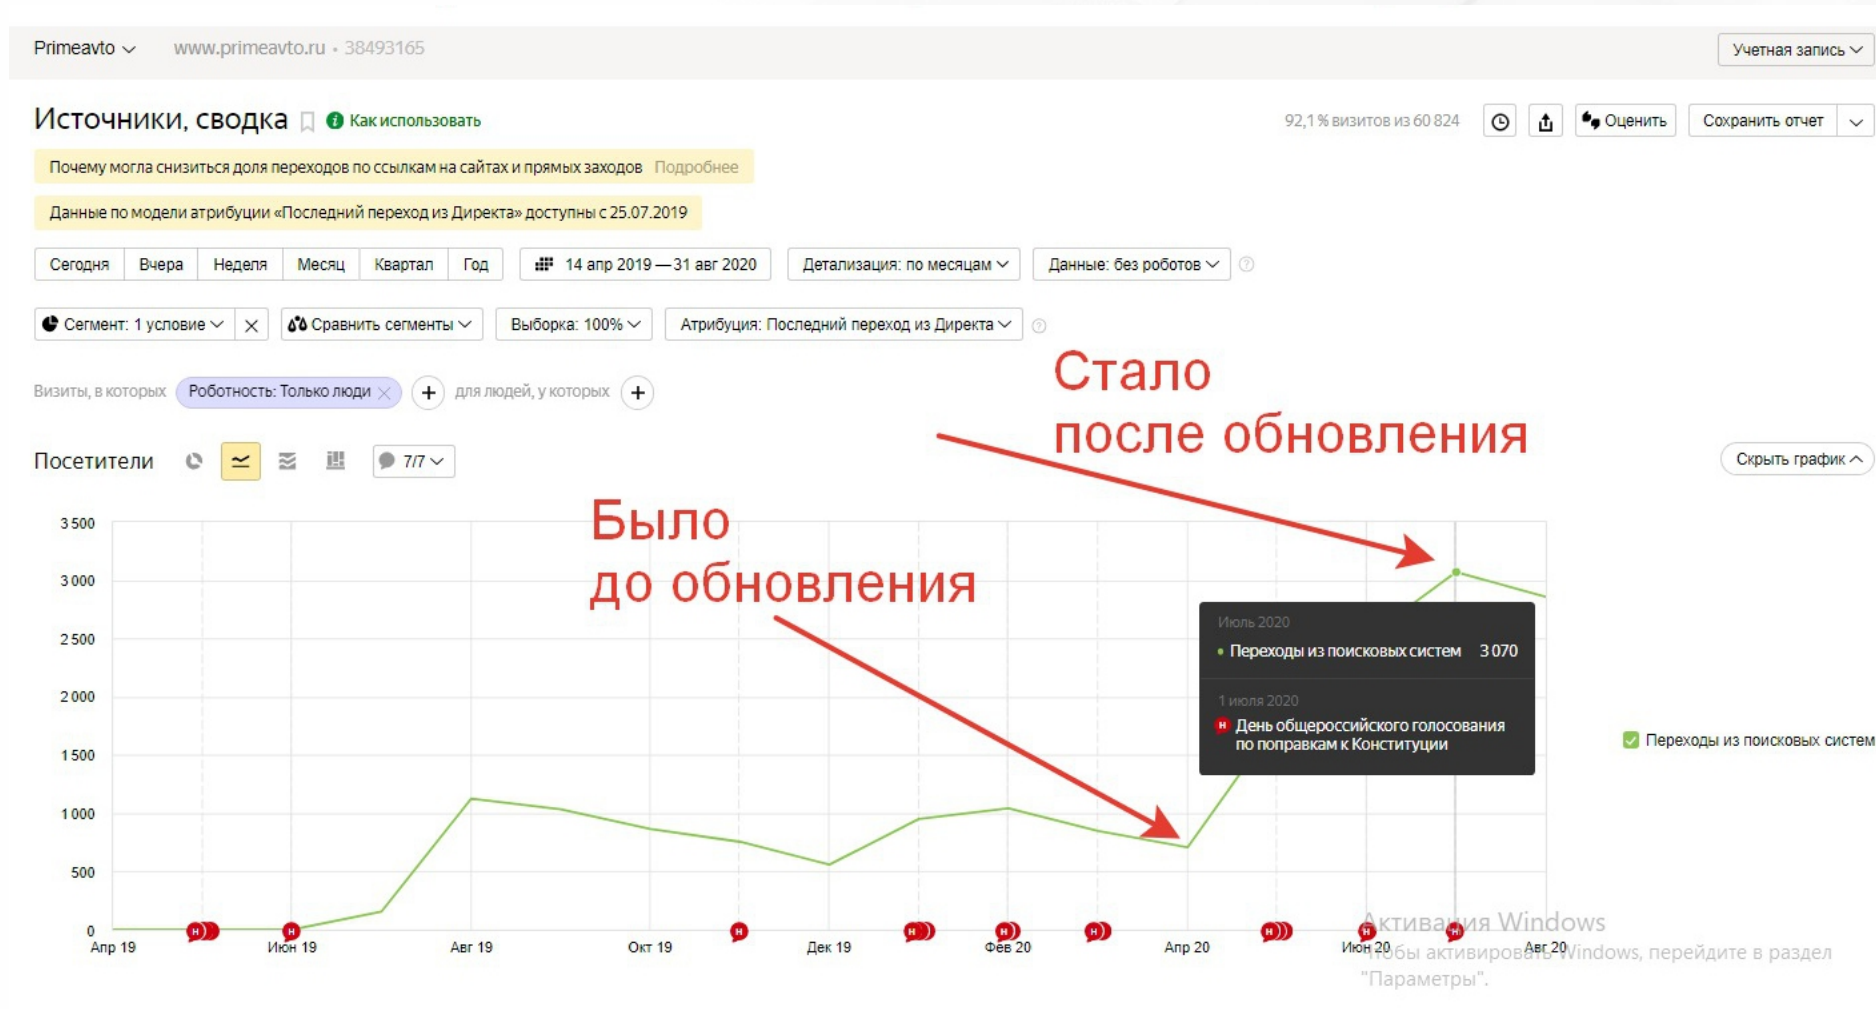 Primeavto www.primeavto.ru • 38493165 Учетная запись
Источники, сводка Как использовать 92,1 % визитов из 60 824 Оценить Сохранить отчет
Почему могла снизиться доля переходов по ссылкам на сайтах и прямых заходов Подробнее
Данные по модели атрибуции «Последний переход из Директа» доступны с 25.07.2019
Сегодня Вчера Неделя Месяц Квартал Год 14 апр 2019 — 31 авг 2020 Детализация: по месяцам Данные: без роботов ?
Сегмент: 1 условие Сравнить сегменты Выборка: 100% Атрибуция: Последний переход из Директа ?
Визиты, в которых Роботность: Только люди для людей, у которых
Стало
после обновления
Посетители 7/7 Скрыть график
Было
до обновления
3 500
3 000
2 500
2 000
1 500
1 000
500
0
Июль 2020
Переходы из поисковых систем 3 070
1 июля 2020
Н День общероссийского голосования
по поправкам к Конституции
Переходы из поисковых систем
Н Н Н Н Н Н Н Н Н
Апр 19 Июн 19 Авг 19 Окт 19 Дек 19 Фев 20 Апр 20 Июн 20 Авг 20
Активация Windows
Чтобы активировать Windows, перейдите в раздел
"Параметры".